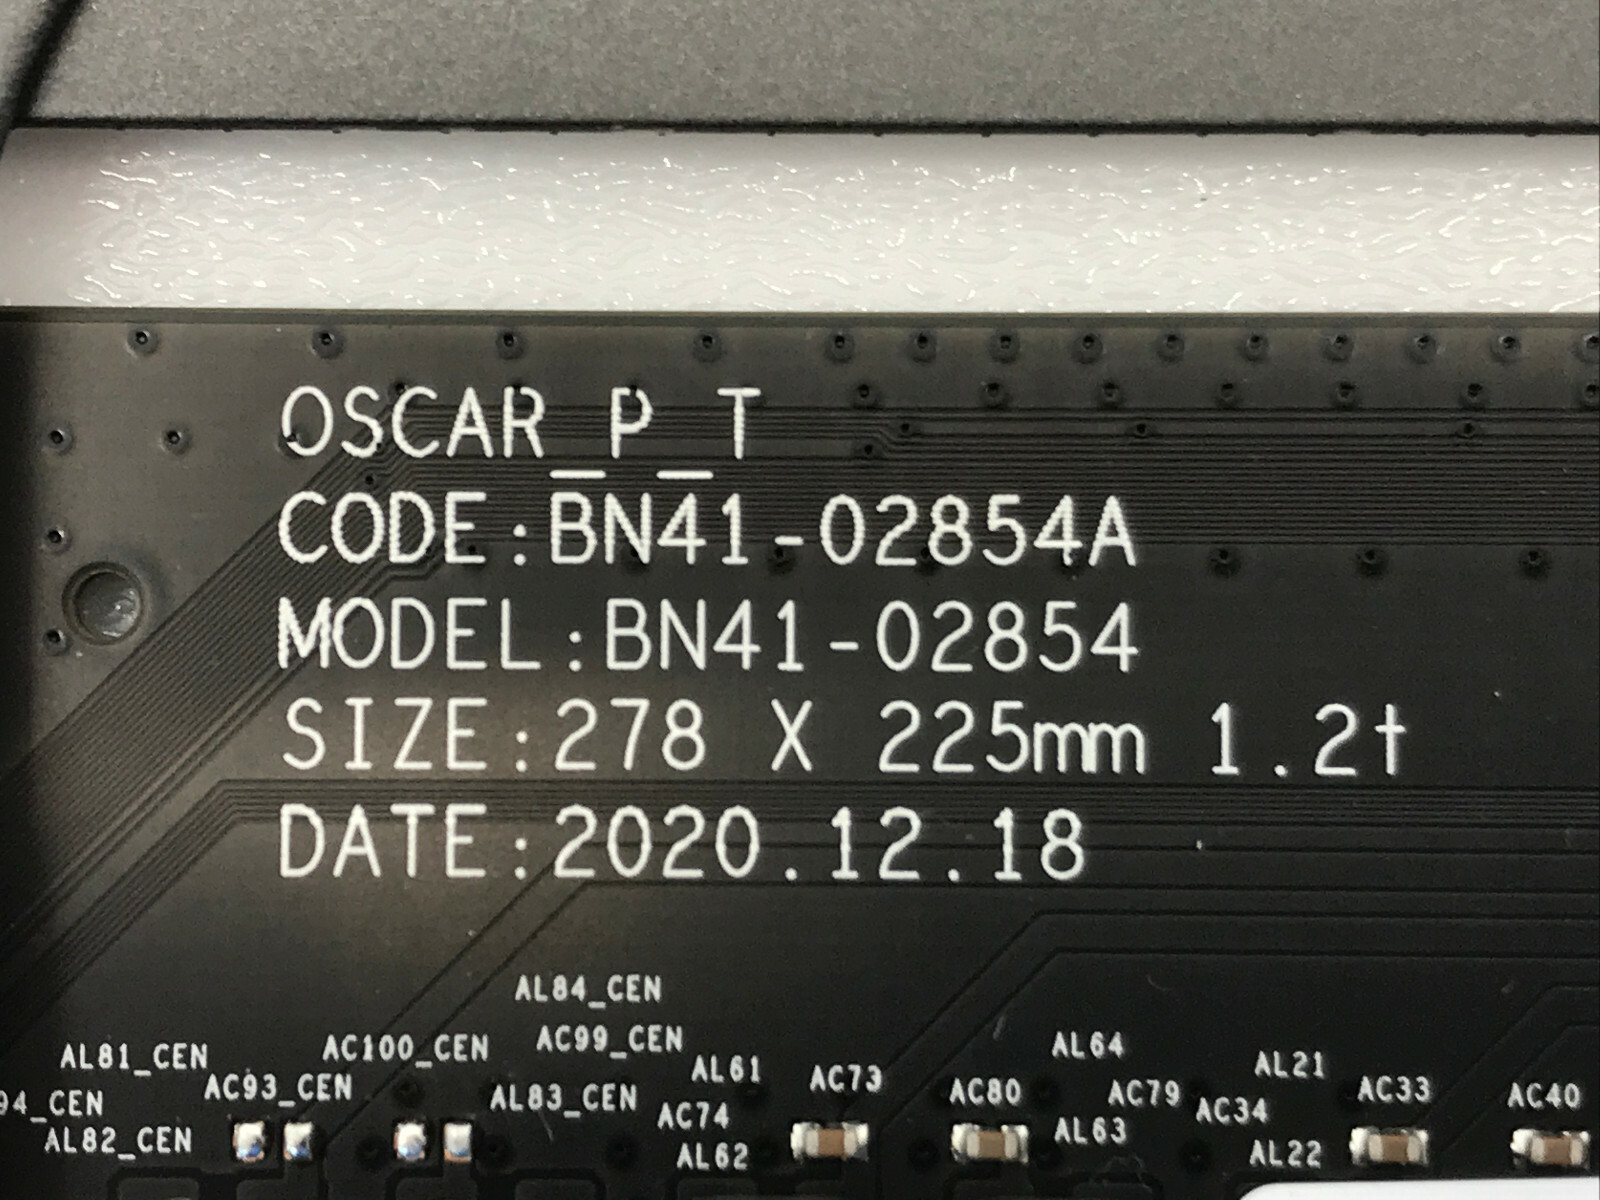 OSCAR_P_T
CODE:BN41-02854A
MODEL:BN41-02854
SIZE:278 X 225mm 1.2t
DATE:2020.12.18
AL84_CEN
AL81_CEN AC100_CEN AC99_CEN AL64
AC93_CEN AL61 AC73 AL21
94_CEN AL83_CEN AC80 AC79 AC33 AC40
AL82_CEN AC74 AL63 AC34
AL62 AL22